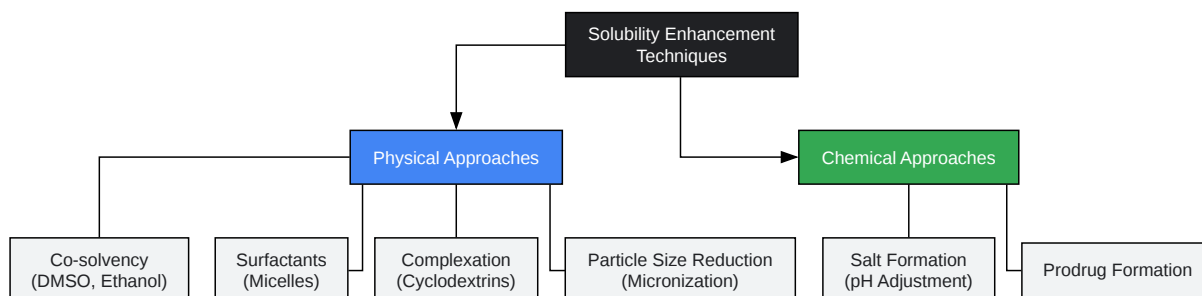 Solubility Enhancement
Techniques
Physical Approaches
Chemical Approaches
Co-solvency
(DMSO, Ethanol)
Surfactants
(Micelles)
Complexation
(Cyclodextrins)
Particle Size Reduction
(Micronization)
Salt Formation
(pH Adjustment)
Prodrug Formation